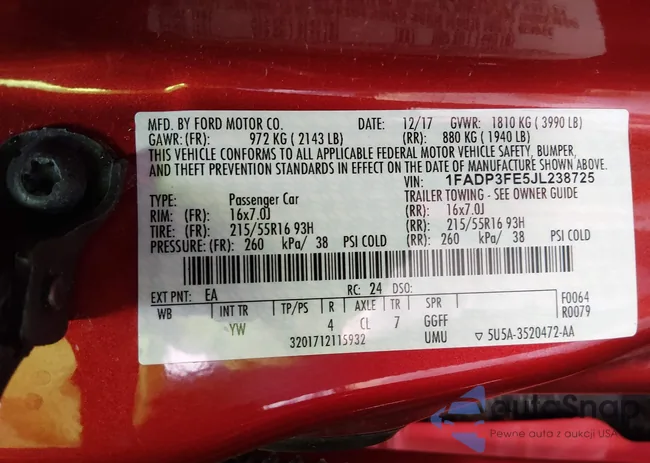 MFD. BY FORD MOTOR CO. DATE: 12/17 GVWR: 1810 KG ( 3990 LB)
GAWR: (FR): 972 KG ( 2143 LB) (RR): 880 KG ( 1940 LB)
THIS VEHICLE CONFORMS TO ALL APPLICABLE FEDERAL MOTOR VEHICLE SAFETY, BUMPER,
AND THEFT PREVENTION STANDARDS IN EFFECT ON THE DATE OF MANUFACTURE SHOWN ABOVE.
VIN: 1FADP3FE5JL238725
TYPE: Passenger Car TRAILER TOWING - SEE OWNER GUIDE
RIM: (FR): 16x7.0J (RR): 16x7.0J
TIRE: (FR): 215/55R16 93H (RR): 215/55R16 93H
PRESSURE: (FR): 260 kPa/ 38 PSI COLD (RR): 260 kPa/ 38 PSI COLD
EXT PNT: EA RC: 24 DSO: F0064
WB INT TR TP/PS R AXLE TR SPR R0079
YW 4 CL 7 GGFF
3201712115932 UMU ▽ 5U5A-3520472-AA
autoSnap
Pewne auta z aukcji USA